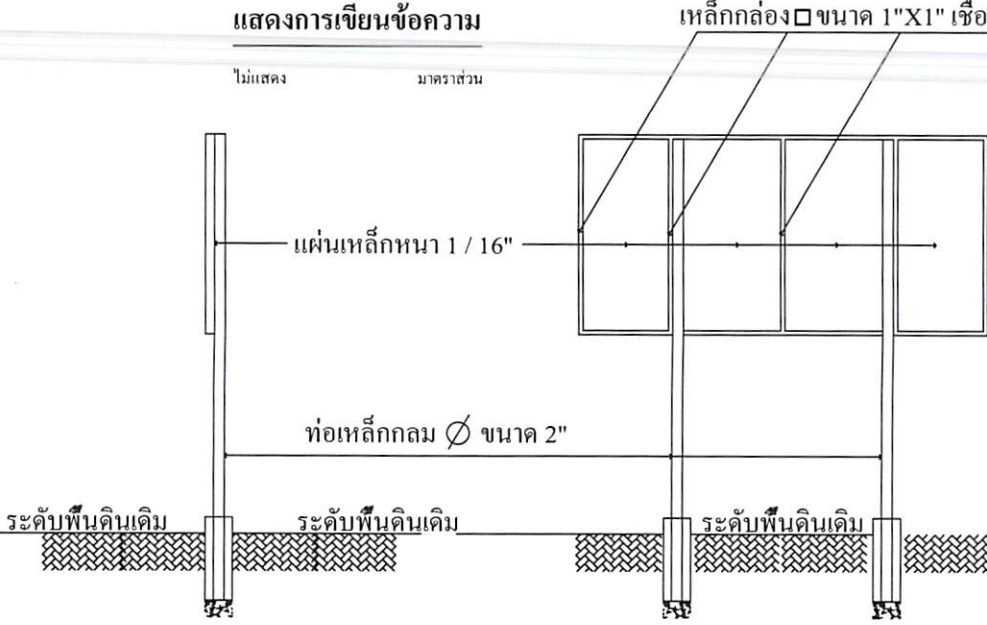 แสดงการเขียนข้อความ
ไม่แสดง มาตราส่วน
เหล็กกล่อง ขนาด 1"X1" เชื่อ
แผ่นเหล็กหนา 1 / 16"
ท่อเหล็กกลม ∅ ขนาด 2"
ระดับพื้นดินเดิม ระดับพื้นดินเดิม ระดับพื้นดินเดิม